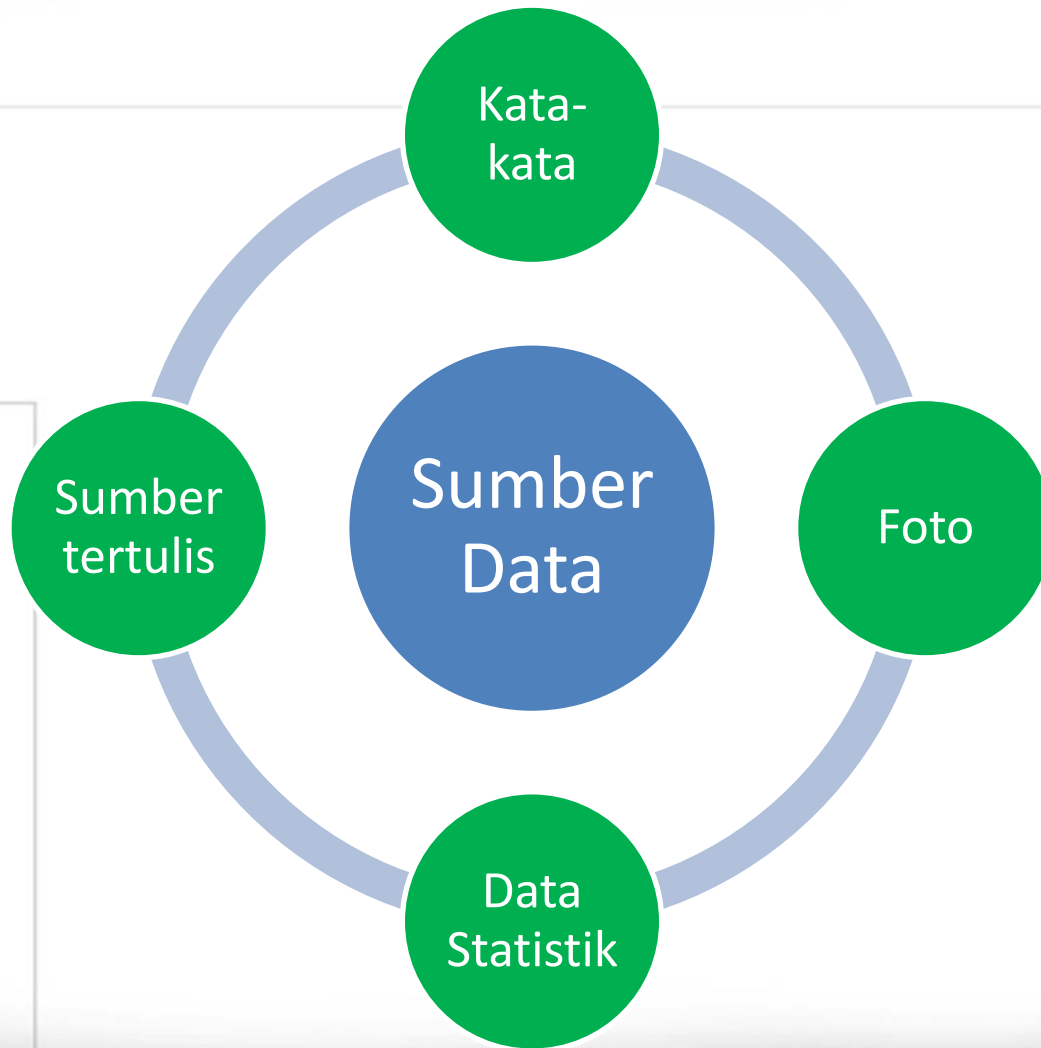 Kata-
kata
Sumber
tertulis
Sumber
Data
Foto
Data
Statistik